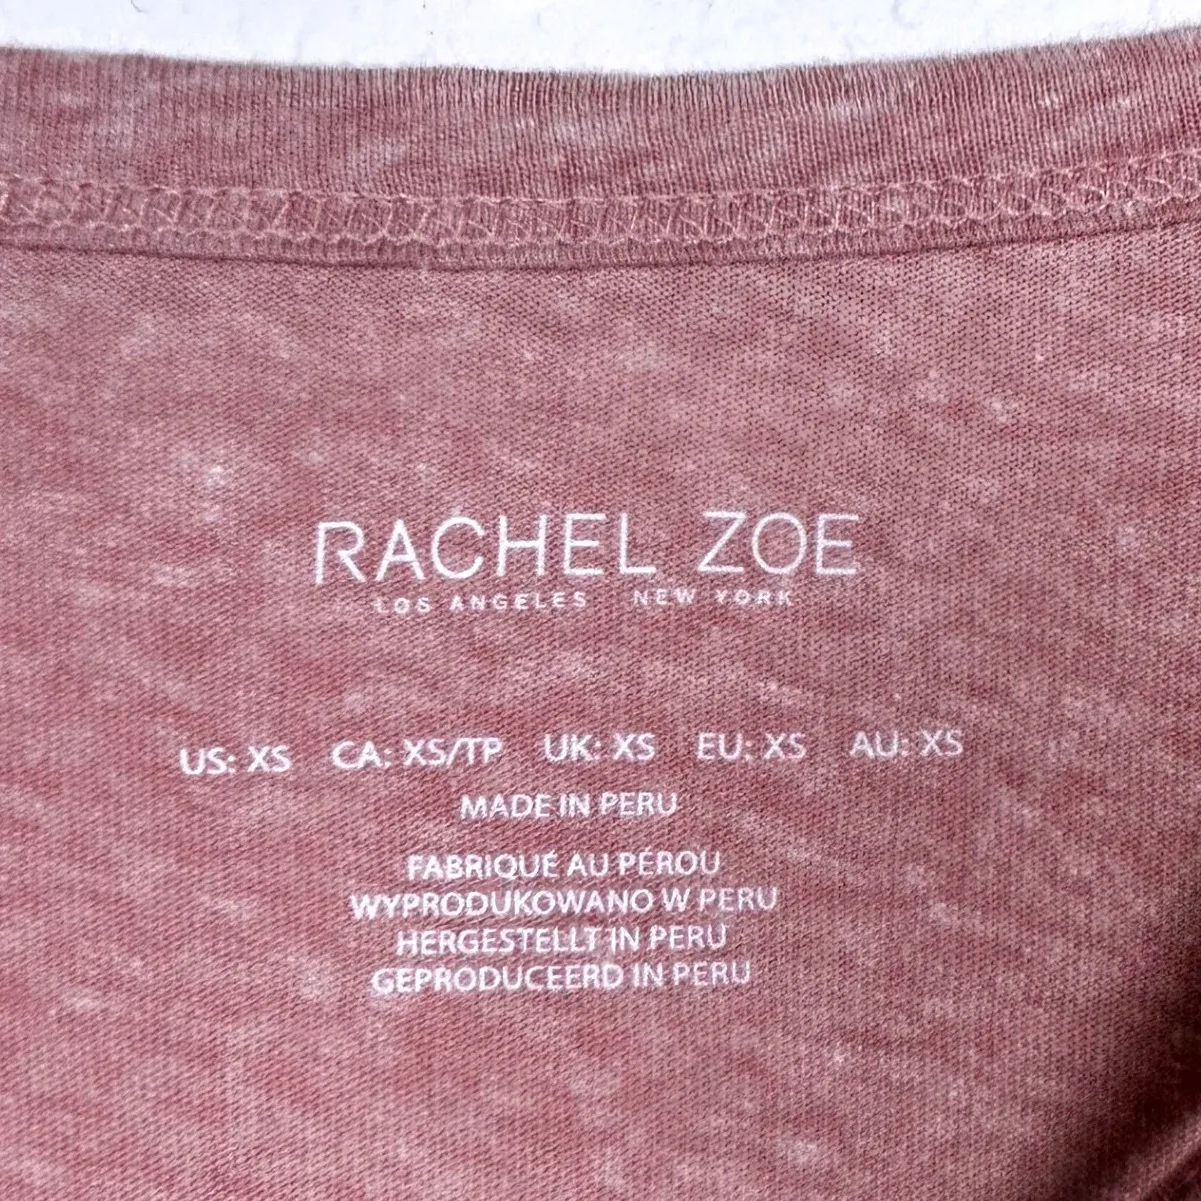 RACHEL ZOE
LOS ANGELES NEW YORK
US: XS CA: XS/TP UK: XS EU: XS AU: XS
MADE IN PERU
FABRIQUÉ AU PÉROU
WYPRODUKOWANO W PERU
HERGESTELLT IN PERU
GEPRODUCEERD IN PERU